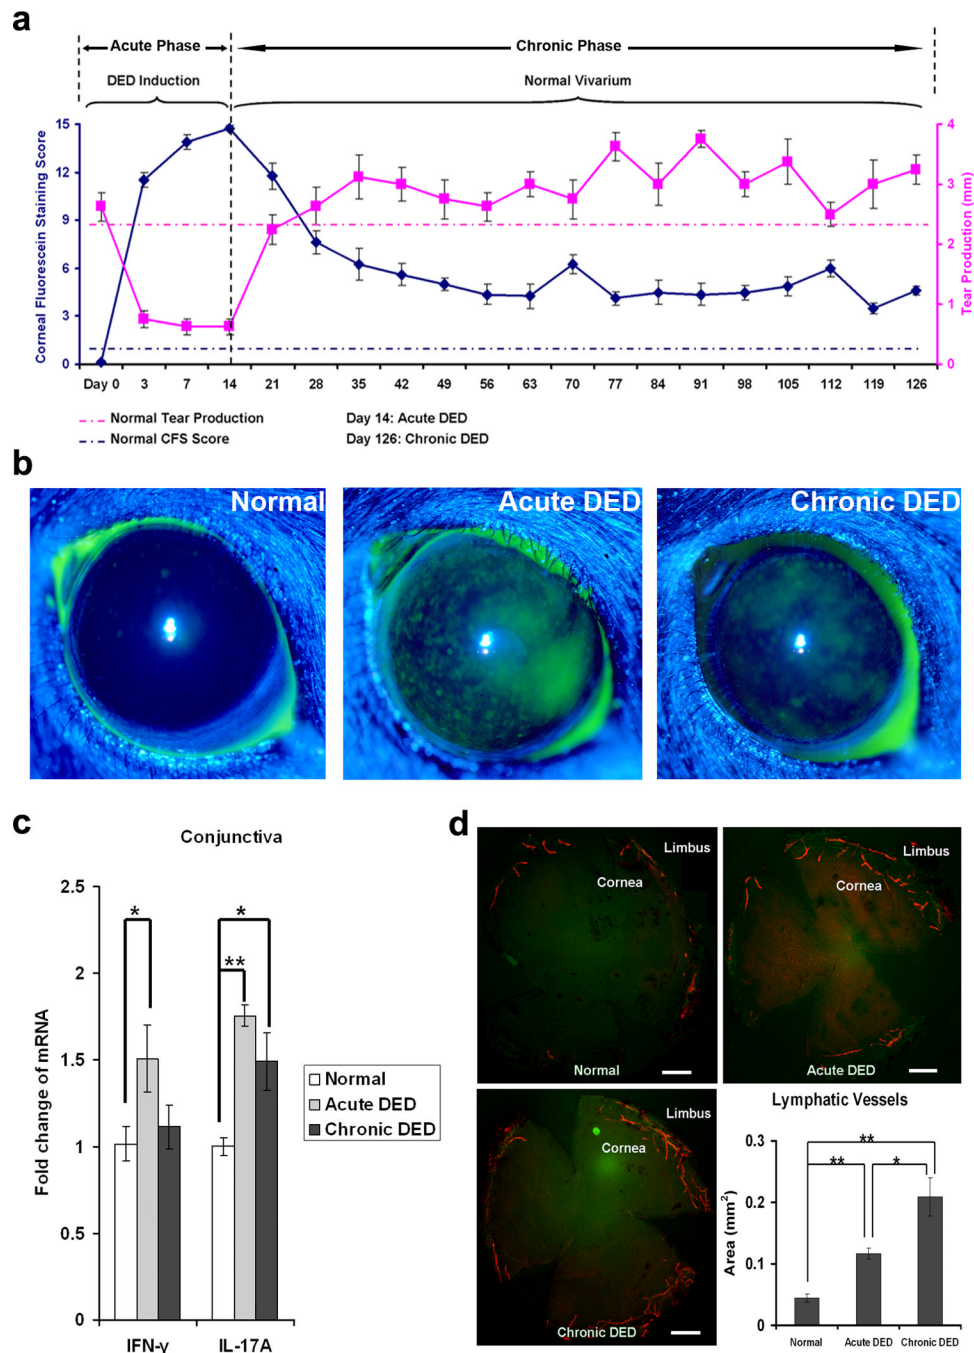 a
Acute Phase
Chronic Phase
DED Induction
Normal Vivarium
15
12
9
6
3
0
Corneal Fluorescein Staining Score
4
3
2
1
0
Tear Production (mm)
Day 0 3 7 14 21 28 35 42 49 56 63 70 77 84 91 98 105 112 119 126
Normal Tear Production
Day 14: Acute DED
Normal CFS Score
Day 126: Chronic DED
b
Normal
Acute DED
Chronic DED
c
Conjunctiva
2.5
2
1.5
1
0.5
0
Fold change of mRNA
*
*
**
Normal
Acute DED
Chronic DED
IFN-γ
IL-17A
d
Limbus
Cornea
Normal
Limbus
Cornea
Acute DED
Limbus
Cornea
Chronic DED
Lymphatic Vessels
0.3
0.2
0.1
0
Area (mm²)
**
**
*
Normal
Acute DED
Chronic DED